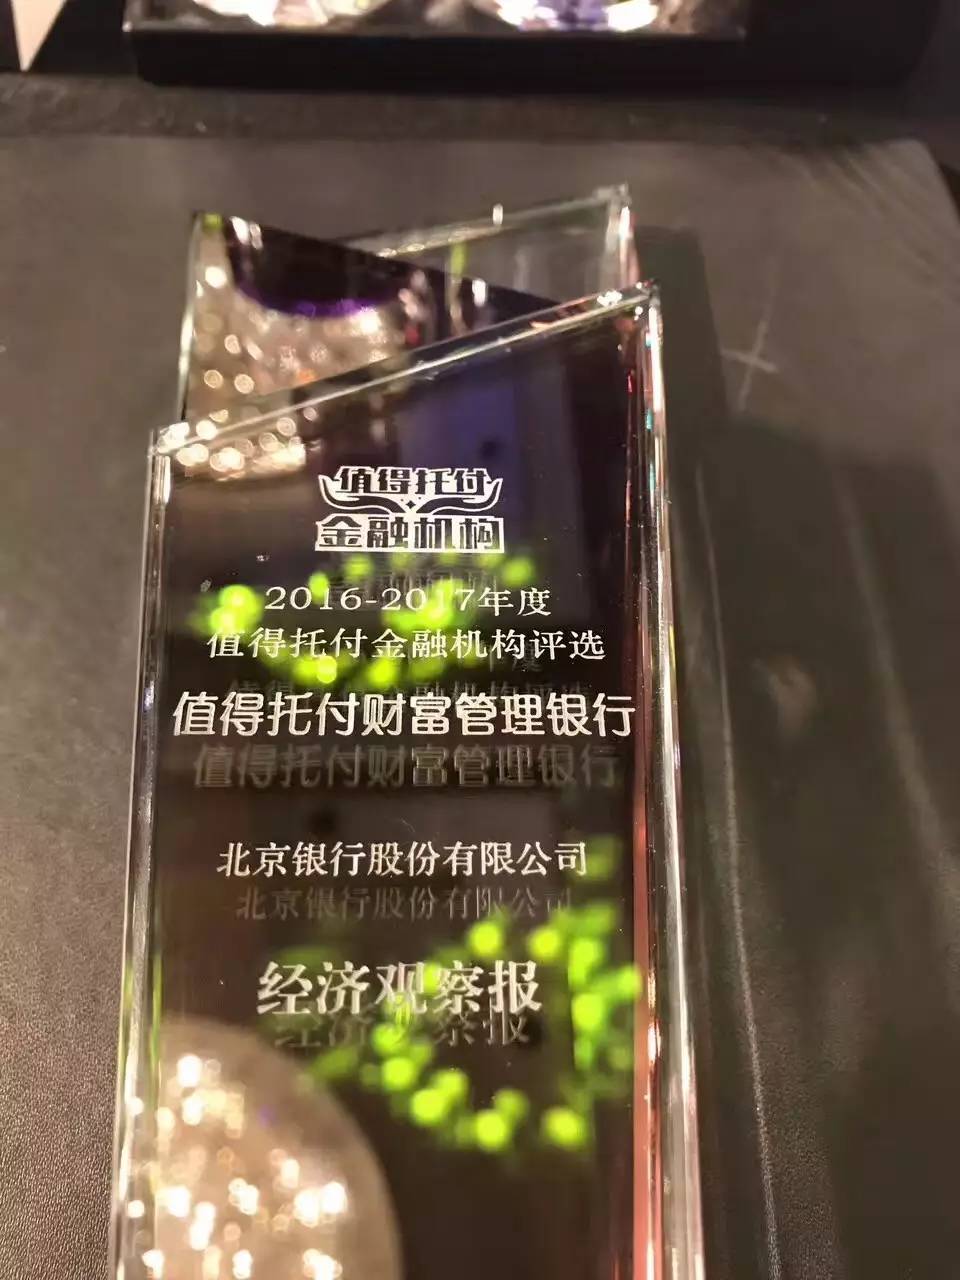 值得托付
金融机构
2016-2017年度
值得托付金融机构评选
值得托付财富管理银行
北京银行股份有限公司
经济观察报